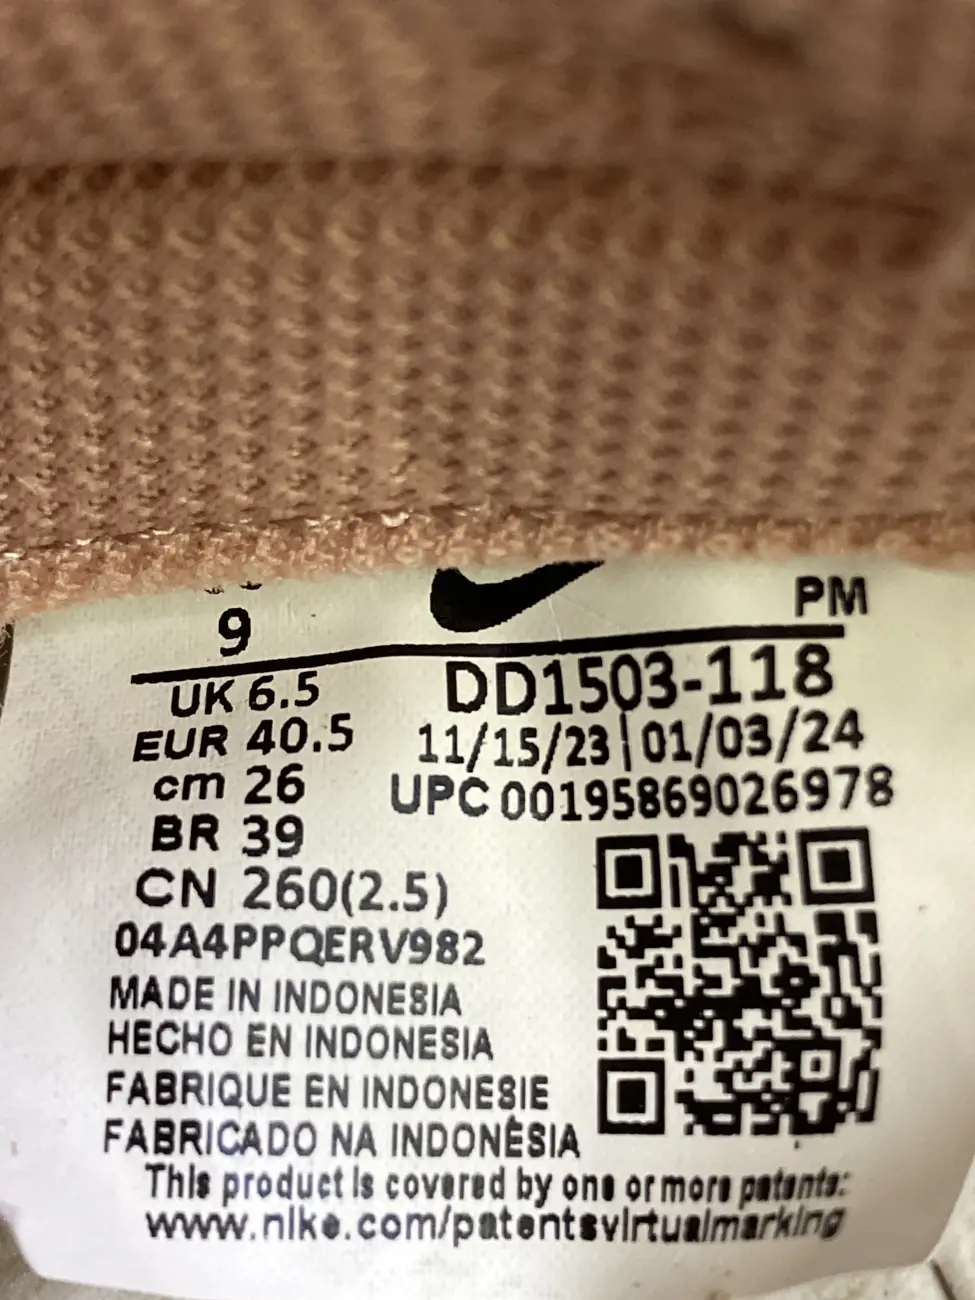 9
PM
UK 6.5
DD1503-118
EUR 40.5
11/15/23|01/03/24
cm 26
UPC 00195869026978
BR 39
CN 260(2.5)
04A4PPQERV982
MADE IN INDONESIA
HECHO EN INDONESIA
FABRIQUE EN INDONESIE
FABRICADO NA INDONÉSIA
This product is covered by one or more patents:
www.nike.com/patentsvirtualmarking